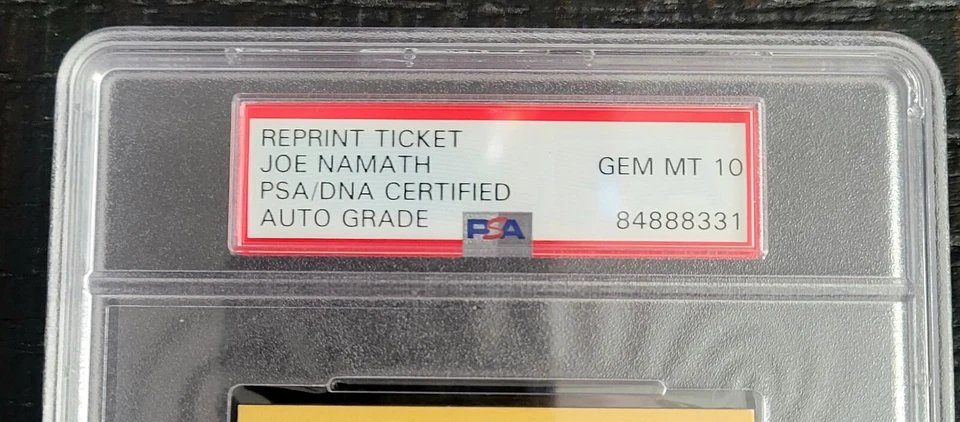 REPRINT TICKET
JOE NAMATH GEM MT 10
PSA/DNA CERTIFIED
AUTO GRADE PSA 84888331